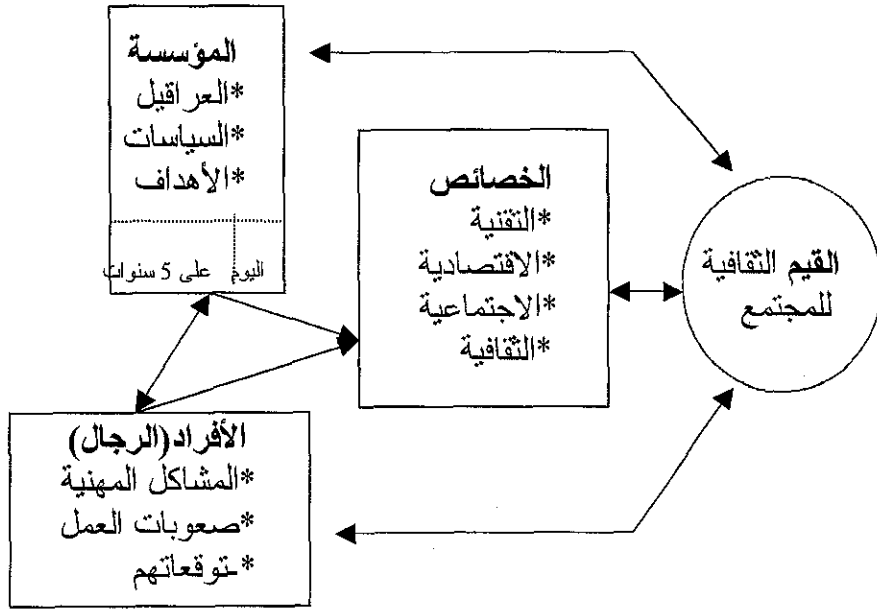 المؤسسة
*العراقيل
*السياسات
*الأهداف
اليوم على 5 سنوات
الخصائص
*التقنية
*الاقتصادية
*الاجتماعية
*الثقافية
القيم الثقافية
للمجتمع
الأفراد(الرجال)
*المشاكل المهنية
*صعوبات العمل
*توقعاتهم